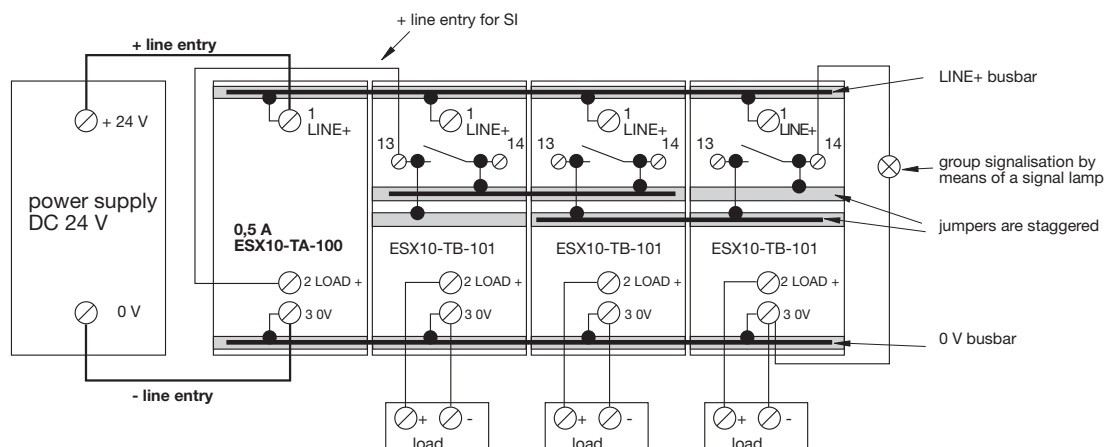 + line entry for SI
+ line entry
LINE+ busbar
+ 24 V
1
LINE+
1
LINE+
1
LINE+
1
LINE+
13
14
13
14
13
14
group signalisation by
means of a signal lamp
power supply
DC 24 V
jumpers are staggered
0,5 A
ESX10-TA-100
ESX10-TB-101
ESX10-TB-101
ESX10-TB-101
2 LOAD +
2 LOAD +
2 LOAD +
2 LOAD +
0 V
3 0V
3 0V
3 0V
3 0V
0 V busbar
- line entry
+ -
+ -
+ -
load
load
load